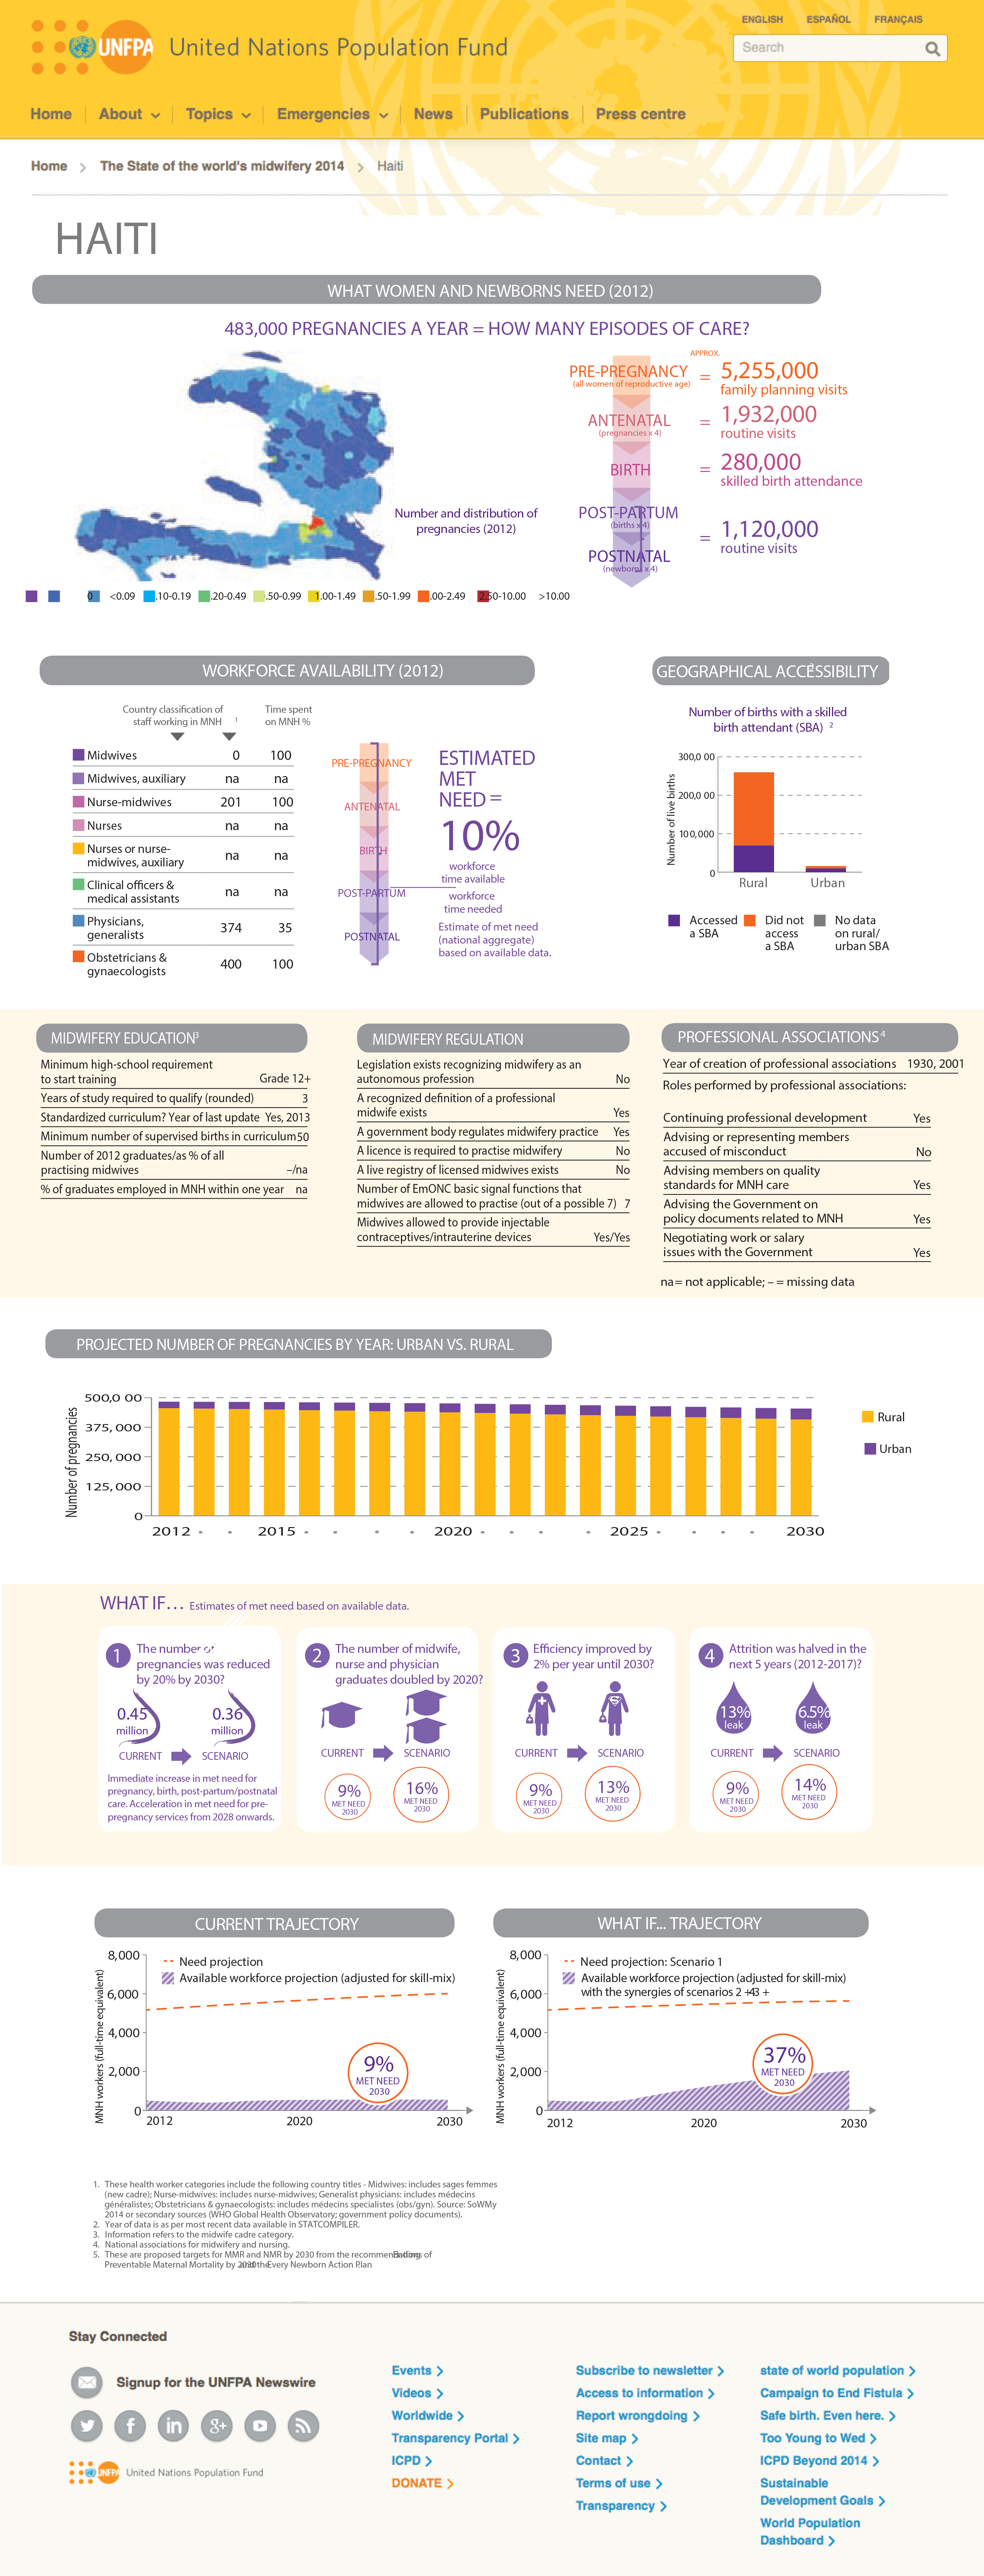 ENGLISH ESPAÑOL FRANÇAIS
UNFPA United Nations Population Fund
Search
Home About Topics Emergencies News Publications Press centre
Home > The State of the world's midwifery 2014 > Haiti
HAITI
WHAT WOMEN AND NEWBORNS NEED (2012)
483,000 PREGNANCIES A YEAR = HOW MANY EPISODES OF CARE?
APPROX.
PRE-PREGNANCY = 5,255,000
(all women of reproductive age) family planning visits
ANTENATAL = 1,932,000
(pregnancies x 4) routine visits
BIRTH = 280,000
skilled birth attendance
Number and distribution of
pregnancies (2012)
POST-PARTUM
(births x 4)
= 1,120,000
routine visits
POSTNATAL
(newborns x 4)
0 <0.09 .10-0.19 .20-0.49 .50-0.99 1.00-1.49 .50-1.99 .00-2.49 2.50-10.00 >10.00
WORKFORCE AVAILABILITY (2012)
Country classification of
staff working in MNH 1
Time spent
on MNH %
Midwives 0 100
Midwives, auxiliary na na
Nurse-midwives 201 100
Nurses na na
Nurses or nurse-
midwives, auxiliary na na
Clinical officers &
medical assistants na na
Physicians,
generalists 374 35
Obstetricians &
gynaecologists 400 100
PRE-PREGNANCY
ANTENATAL
BIRTH
POST-PARTUM
POSTNATAL
ESTIMATED
MET
NEED =
10%
workforce
time available
workforce
time needed
Estimate of met need
(national aggregate)
based on available data.
GEOGRAPHICAL ACCESSIBILITY 2
Number of births with a skilled
birth attendant (SBA) 2
Number of live births
300,0 00
200,0 00
100,000
0
Rural Urban
Accessed
a SBA
Did not
access
a SBA
No data
on rural/
urban SBA
MIDWIFERY EDUCATION3
Minimum high-school requirement
to start training Grade 12+
Years of study required to qualify (rounded) 3
Standardized curriculum? Year of last update Yes, 2013
Minimum number of supervised births in curriculum 50
Number of 2012 graduates/as % of all
practising midwives –/na
% of graduates employed in MNH within one year na
MIDWIFERY REGULATION
Legislation exists recognizing midwifery as an
autonomous profession No
A recognized definition of a professional
midwife exists Yes
A government body regulates midwifery practice Yes
A licence is required to practise midwifery No
A live registry of licensed midwives exists No
Number of EmONC basic signal functions that
midwives are allowed to practise (out of a possible 7) 7
Midwives allowed to provide injectable
contraceptives/intrauterine devices Yes/Yes
PROFESSIONAL ASSOCIATIONS4
Year of creation of professional associations 1930, 2001
Roles performed by professional associations:
Continuing professional development Yes
Advising or representing members
accused of misconduct No
Advising members on quality
standards for MNH care Yes
Advising the Government on
policy documents related to MNH Yes
Negotiating work or salary
issues with the Government Yes
na= not applicable; – = missing data
PROJECTED NUMBER OF PREGNANCIES BY YEAR: URBAN VS. RURAL
Number of pregnancies
500,0 00
375, 000
250, 000
125, 000
0
2012 2015 2020 2025 2030
Rural
Urban
WHAT IF... Estimates of met need based on available data.
1 The number of
pregnancies was reduced
by 20% by 2030?
0.45
million
0.36
million
CURRENT SCENARIO
Immediate increase in met need for
pregnancy, birth, post-partum/postnatal
care. Acceleration in met need for pre-
pregnancy services from 2028 onwards.
2 The number of midwife,
nurse and physician
graduates doubled by 2020?
CURRENT SCENARIO
9%
MET NEED
2030
16%
MET NEED
2030
3 Efficiency improved by
2% per year until 2030?
S
CURRENT SCENARIO
9%
MET NEED
2030
13%
MET NEED
2030
4 Attrition was halved in the
next 5 years (2012-2017)?
13%
leak
6.5%
leak
CURRENT SCENARIO
9%
MET NEED
2030
14%
MET NEED
2030
CURRENT TRAJECTORY
MNH workers (full-time equivalent)
8,000
6,000
4,000
2,000
0
Need projection
Available workforce projection (adjusted for skill-mix)
9%
MET NEED
2030
2012 2020 2030
WHAT IF... TRAJECTORY
MNH workers (full-time equivalent)
8,000
6,000
4,000
2,000
0
Need projection: Scenario 1
Available workforce projection (adjusted for skill-mix)
with the synergies of scenarios 2 +43 +
37%
MET NEED
2030
2012 2020 2030
1. These health worker categories include the following country titles - Midwives: includes sages femmes
(new cadre); Nurse-midwives: includes nurse-midwives; Generalist physicians: includes médecins
généralistes; Obstetricians & gynaecologists: includes médecins specialistes (obs/gyn). Source: SoWMy
2014 or secondary sources (WHO Global Health Observatory; government policy documents).
2. Year of data is as per most recent data available in STATCOMPILER.
3. Information refers to the midwife cadre category.
4. National associations for midwifery and nursing.
5. These are proposed targets for MMR and NMR by 2030 from the recommendations of
Preventable Maternal Mortality by 2030 and the Every Newborn Action Plan
Stay Connected
Signup for the UNFPA Newswire
f in g+
UNFPA United Nations Population Fund
Events
Videos
Worldwide
Transparency Portal
ICPD
DONATE
Subscribe to newsletter
Access to information
Report wrongdoing
Site map
Contact
Terms of use
Transparency
state of world population
Campaign to End Fistula
Safe birth. Even here.
Too Young to Wed
ICPD Beyond 2014
Sustainable
Development Goals
World Population
Dashboard